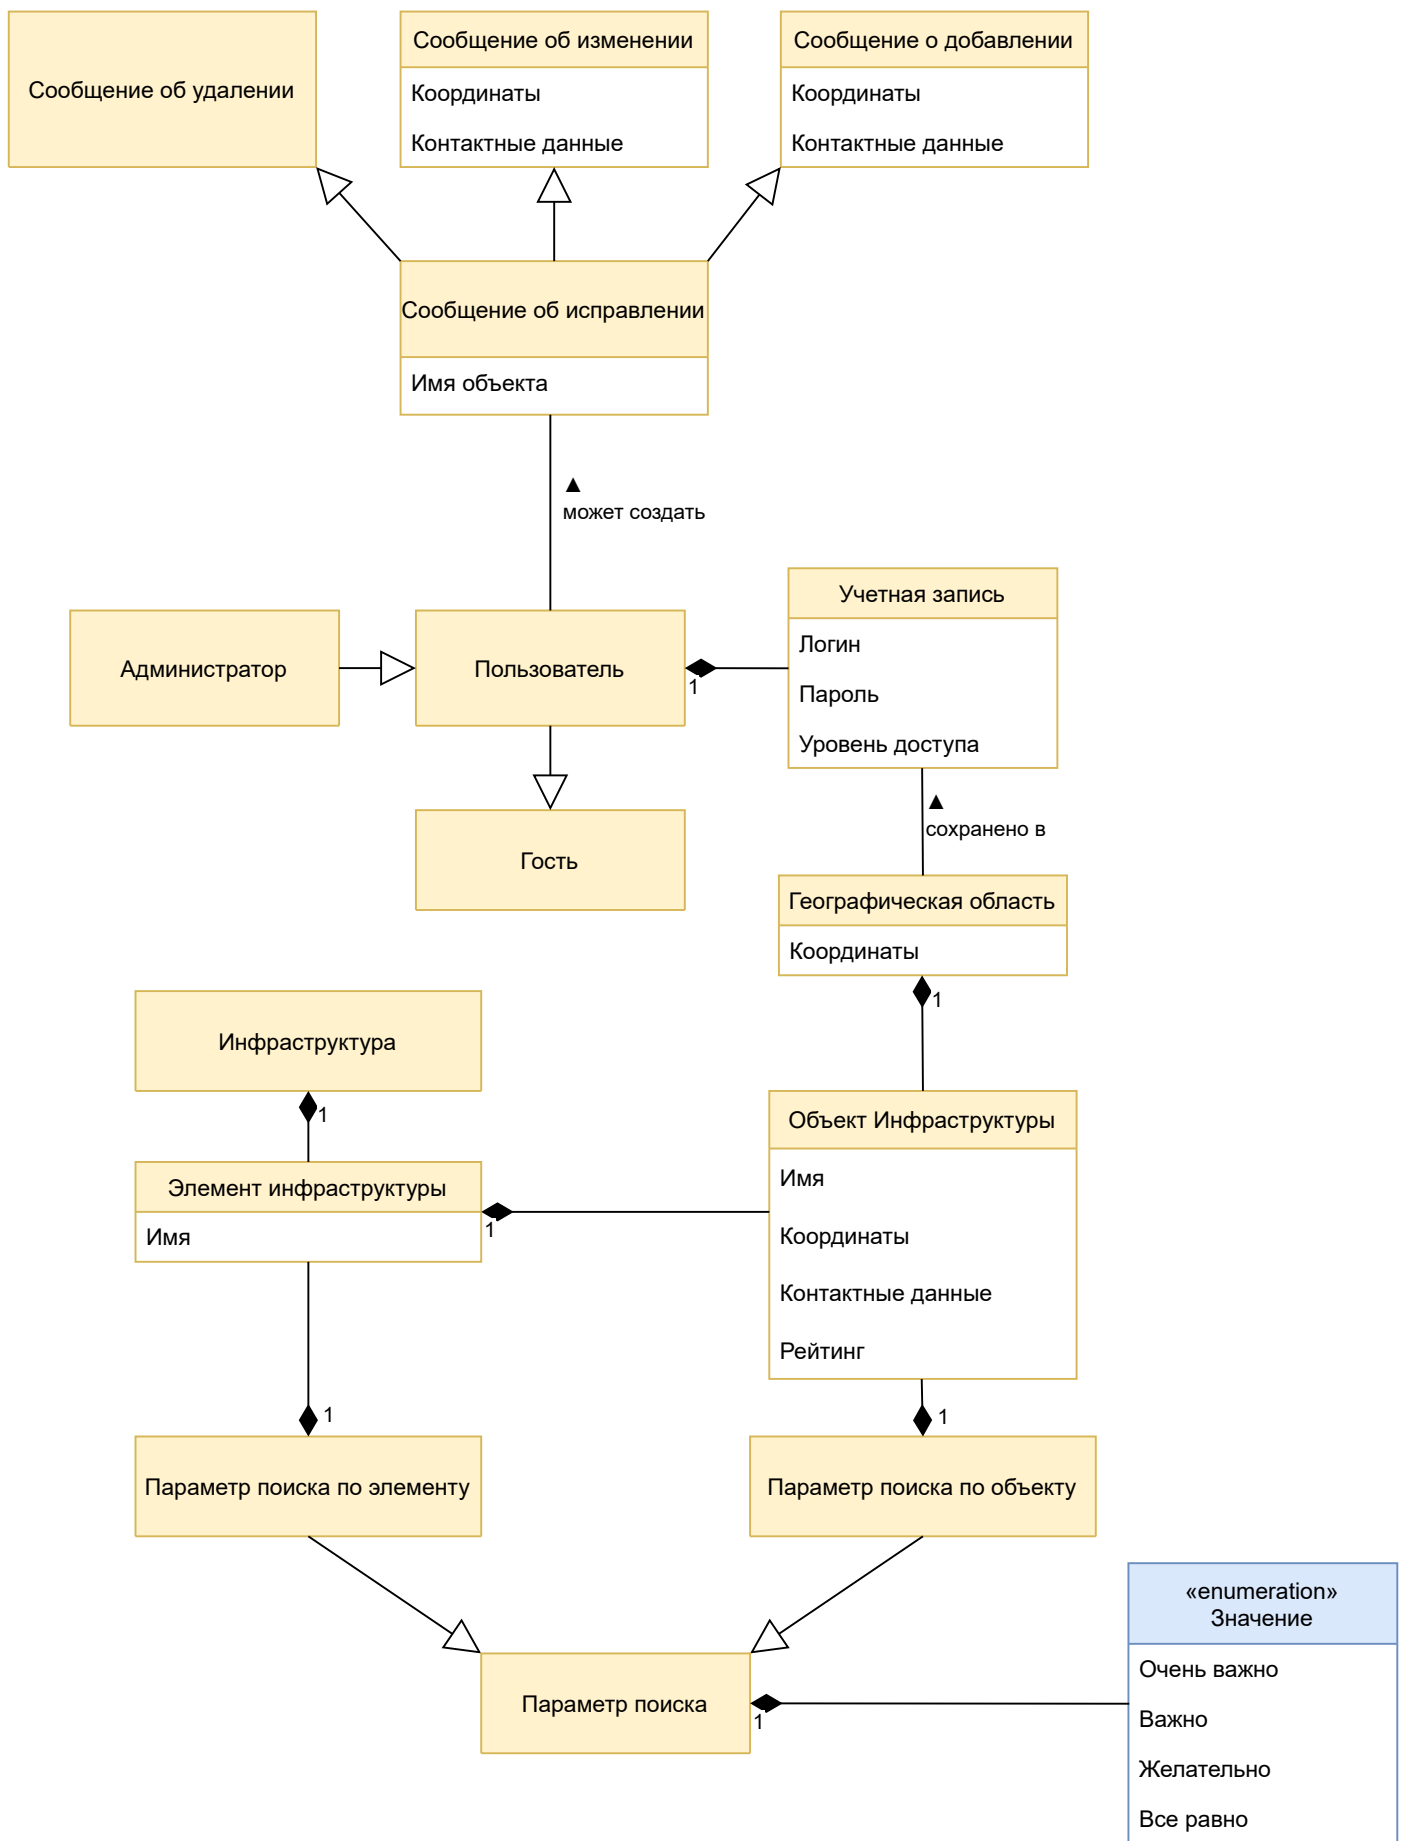 Сообщение об удалении
Сообщение об изменении
Координаты
Контактные данные
Сообщение о добавлении
Координаты
Контактные данные
Сообщение об исправлении
Имя объекта
▲
может создать
Администратор
Пользователь
1
Учетная запись
Логин
Пароль
Уровень доступа
▲
сохранено в
Гость
Географическая область
Координаты
1
Инфраструктура
1
Элемент инфраструктуры
Имя
1
Объект Инфраструктуры
Имя
Координаты
Контактные данные
Рейтинг
1
1
Параметр поиска по элементу
Параметр поиска по объекту
Параметр поиска
1
«enumeration»
Значение
Очень важно
Важно
Желательно
Все равно